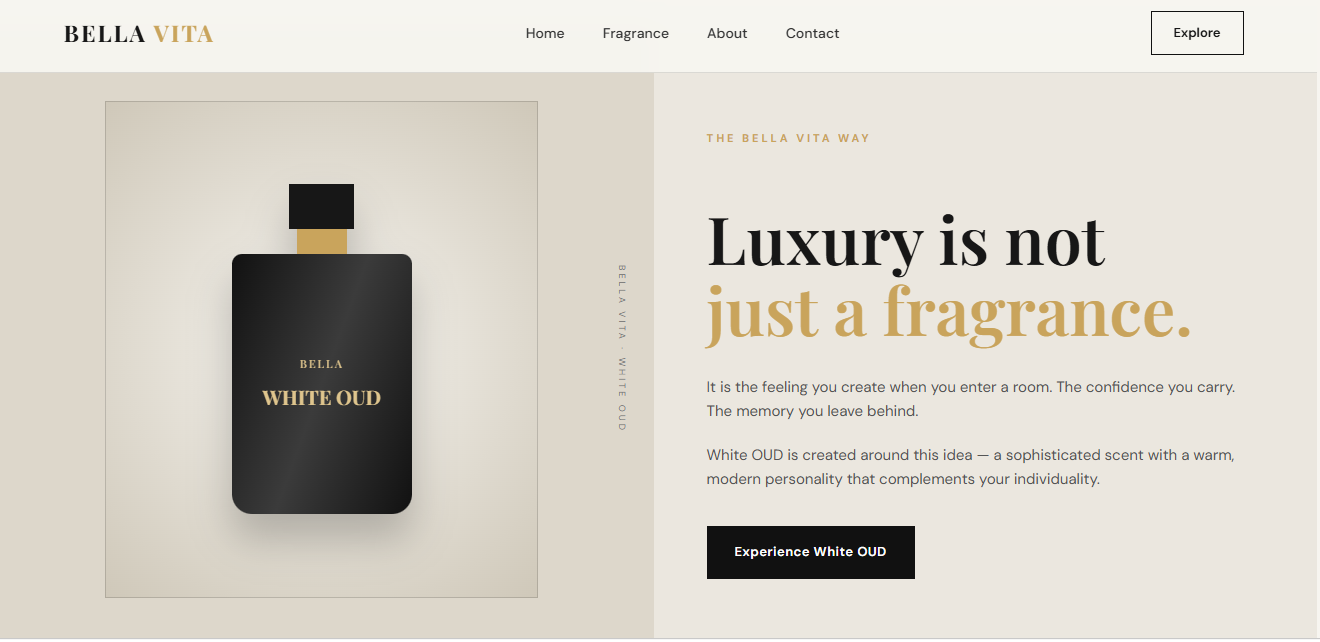 BELLA VITA
Home
Fragrance
About
Contact
Explore
BELLA
WHITE OUD
BELLA VITA · WHITE OUD
THE BELLA VITA WAY
Luxury is not
just a fragrance.
It is the feeling you create when you enter a room. The confidence you carry.
The memory you leave behind.
White OUD is created around this idea — a sophisticated scent with a warm,
modern personality that complements your individuality.
Experience White OUD